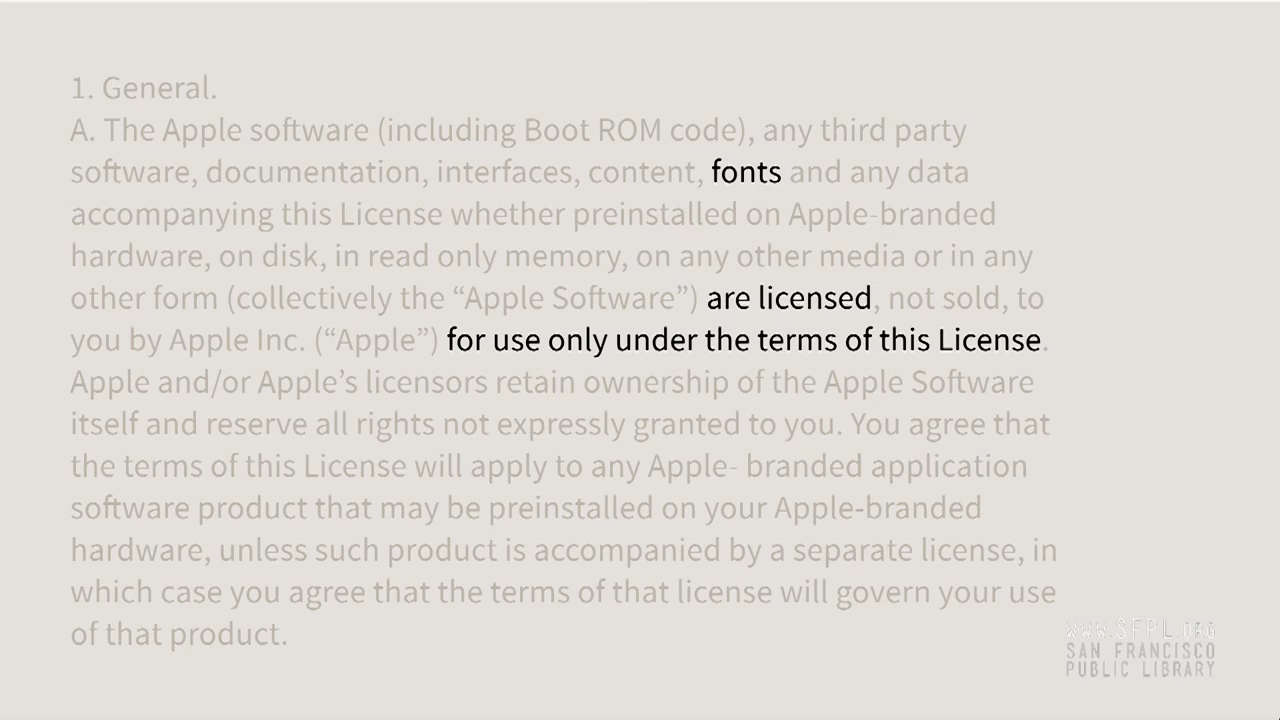 1. General.
A. The Apple software (including Boot ROM code), any third party
software, documentation, interfaces, content, fonts and any data
accompanying this License whether preinstalled on Apple-branded
hardware, on disk, in read only memory, on any other media or in any
other form (collectively the “Apple Software”) are licensed, not sold, to
you by Apple Inc. (“Apple”) for use only under the terms of this License.
Apple and/or Apple’s licensors retain ownership of the Apple Software
itself and reserve all rights not expressly granted to you. You agree that
the terms of this License will apply to any Apple- branded application
software product that may be preinstalled on your Apple-branded
hardware, unless such product is accompanied by a separate license, in
which case you agree that the terms of that license will govern your use
of that product.
WWW.SFPL.ORG
SAN FRANCISCO
PUBLIC LIBRARY